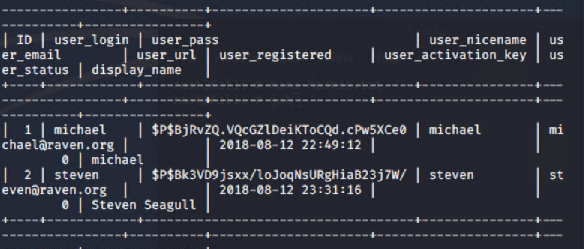 -----------------+-------+---------------------------------+--------------------+---
----------+------------------+
| ID | user_login | user_pass | user_nicename | us
er_email | user_url | user_registered | user_activation_key | us
er_status | display_name |
+----+------------+------------------------------------+---------------+---
| 1 | michael | $P$BjRvZQ.VQcGZlDeiKToCQd.cPw5XCe0 | michael | mi
chael@raven.org | | 2018-08-12 22:49:12 |
0 | michael |
| 2 | steven | $P$Bk3VD9jsxx/loJoqNsURgHiaB23j7W/ | steven | st
even@raven.org | | 2018-08-12 23:31:16 |
0 | Steven Seagull |
+----+------------+------------------------------------+---------------+---